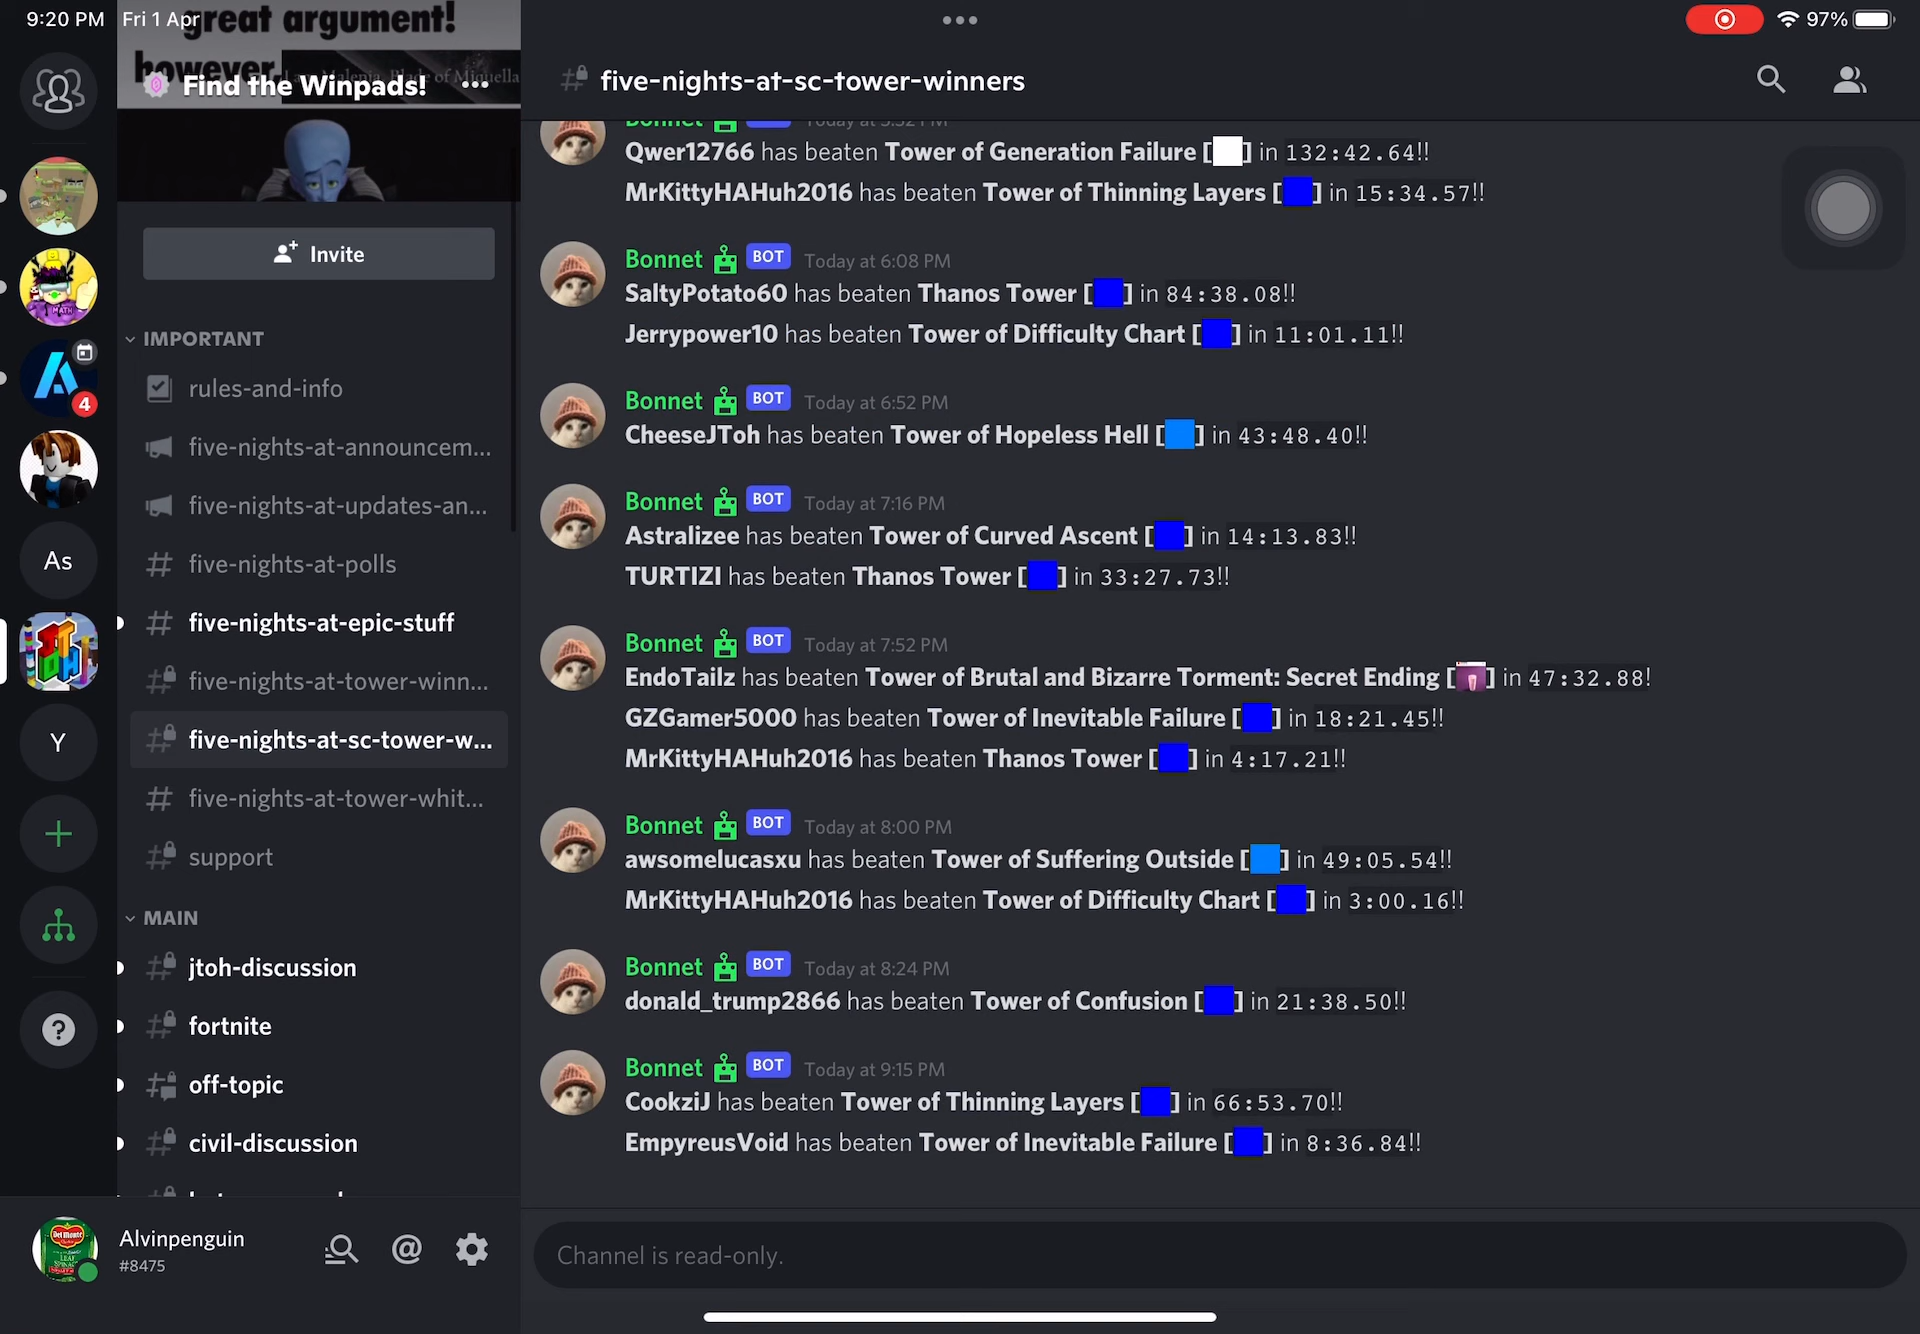 9:20 PM Fri 1 Apr
97%
great argument!
however
Malenia, Blade of Miquella
Find the Winpads!
Invite
IMPORTANT
rules-and-info
five-nights-at-announcem...
five-nights-at-updates-an...
five-nights-at-polls
five-nights-at-epic-stuff
five-nights-at-tower-winn...
five-nights-at-sc-tower-w...
five-nights-at-tower-whit...
support
MAIN
jtoh-discussion
fortnite
off-topic
civil-discussion
4
As
Y
MATH
Alvinpenguin
#8475
Del Monte
LEAF
five-nights-at-sc-tower-winners
Bonnet
Qwer12766 has beaten Tower of Generation Failure [ ] in 132:42.64!!
MrKittyHAHuh2016 has beaten Tower of Thinning Layers [ ] in 15:34.57!!
Bonnet BOT Today at 6:08 PM
SaltyPotato60 has beaten Thanos Tower [ ] in 84:38.08!!
Jerrypower10 has beaten Tower of Difficulty Chart [ ] in 11:01.11!!
Bonnet BOT Today at 6:52 PM
CheeseJToh has beaten Tower of Hopeless Hell [ ] in 43:48.40!!
Bonnet BOT Today at 7:16 PM
Astralizee has beaten Tower of Curved Ascent [ ] in 14:13.83!!
TURTIZI has beaten Thanos Tower [ ] in 33:27.73!!
Bonnet BOT Today at 7:52 PM
EndoTailz has beaten Tower of Brutal and Bizarre Torment: Secret Ending [ ] in 47:32.88!
GZGamer5000 has beaten Tower of Inevitable Failure [ ] in 18:21.45!!
MrKittyHAHuh2016 has beaten Thanos Tower [ ] in 4:17.21!!
Bonnet BOT Today at 8:00 PM
awsomelucasxu has beaten Tower of Suffering Outside [ ] in 49:05.54!!
MrKittyHAHuh2016 has beaten Tower of Difficulty Chart [ ] in 3:00.16!!
Bonnet BOT Today at 8:24 PM
donald_trump2866 has beaten Tower of Confusion [ ] in 21:38.50!!
Bonnet BOT Today at 9:15 PM
CookziJ has beaten Tower of Thinning Layers [ ] in 66:53.70!!
EmpyreusVoid has beaten Tower of Inevitable Failure [ ] in 8:36.84!!
Channel is read-only.